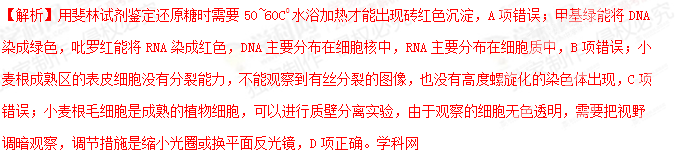 【解析】用斐林试剂鉴定还原糖时需要 50~60C⁰ 水浴加热才能出现砖红色沉淀，A 项错误；甲基绿能将 DNA
染成绿色，吡罗红能将 RNA 染成红色，DNA 主要分布在细胞核中，RNA 主要分布在细胞质中，B 项错误；小
麦根成熟区的表皮细胞没有分裂能力，不能观察到有丝分裂的图像，也没有高度螺旋化的染色体出现，C 项
错误；小麦根毛细胞是成熟的植物细胞，可以进行质壁分离实验，由于观察的细胞无色透明，需要把视野
调暗观察，调节措施是缩小光圈或换平面反光镜，D 项正确。学科网